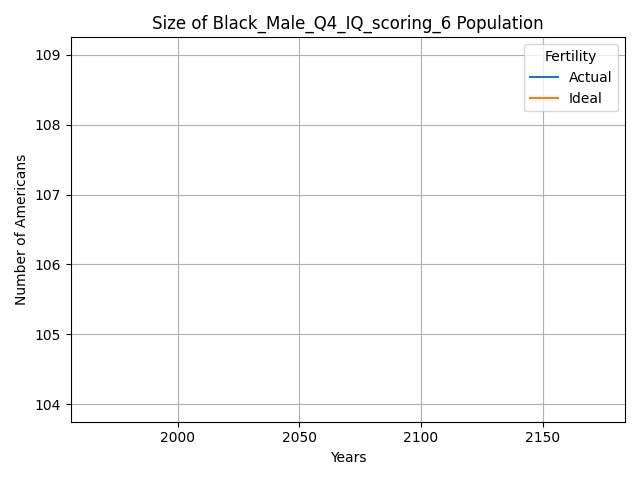 Size of Black_Male_Q4_IQ_scoring_6 Population
Fertility
Actual
Ideal
Number of Americans
109
108
107
106
105
104
2000 2050 2100 2150
Years